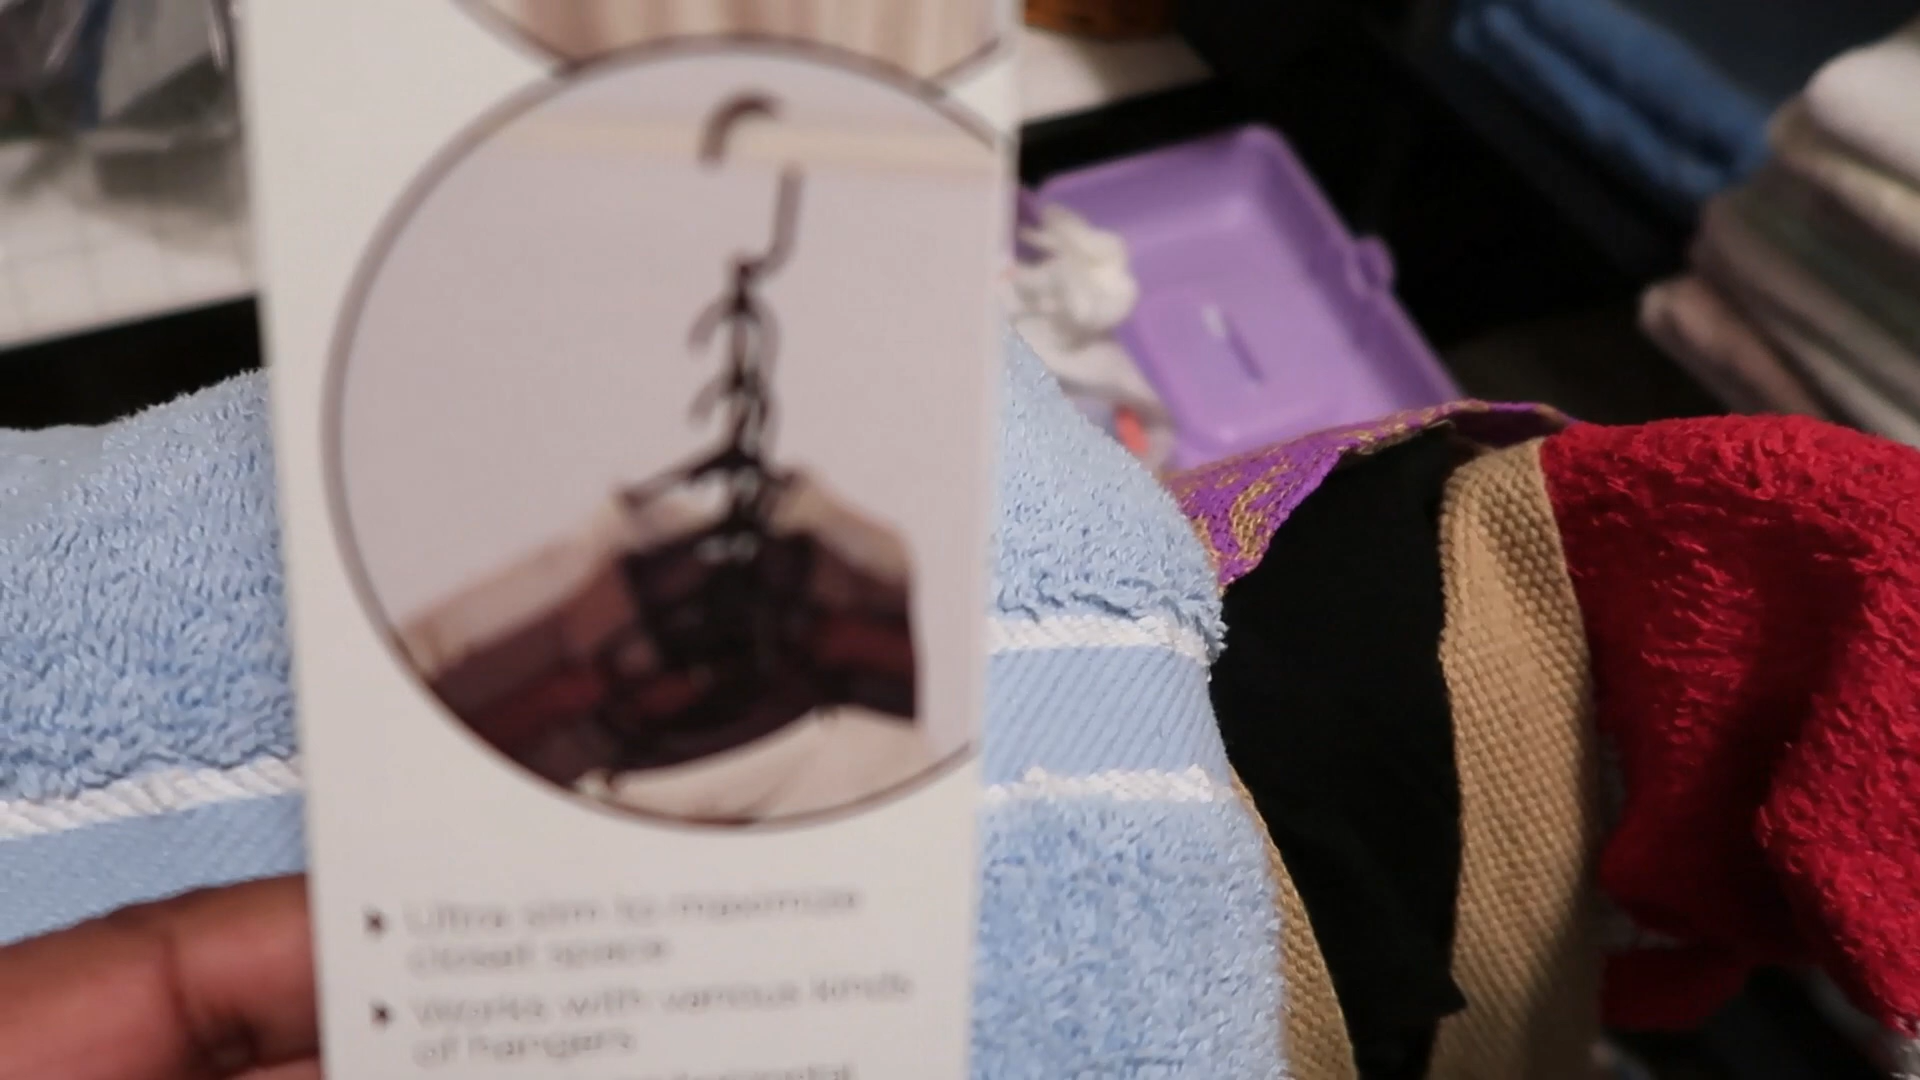 Ultra slim to maximize
closet space
Works with various kinds
of hangers